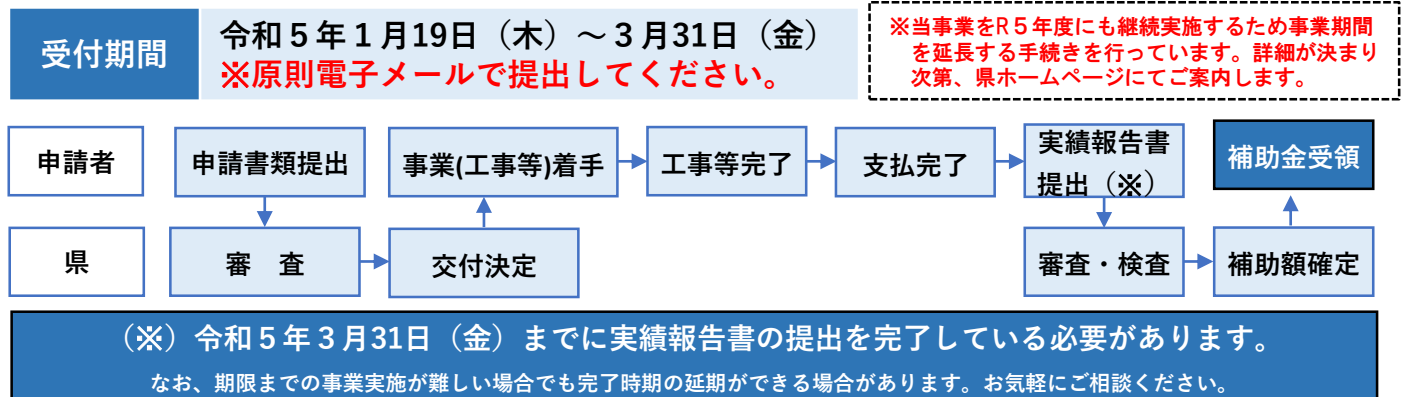 受付期間
令和５年１月19日（木）～３月31日（金）
※原則電子メールで提出してください。
※当事業をR５年度にも継続実施するため事業期間
を延長する手続きを行っています。詳細が決まり
次第、県ホームページにてご案内します。
申請者
申請書類提出
事業(工事等)着手
工事等完了
支払完了
実績報告書
提出（※）
補助金受領
県
審　査
交付決定
審査・検査
補助額確定
（※）令和５年３月31日（金）までに実績報告書の提出を完了している必要があります。
なお、期限までの事業実施が難しい場合でも完了時期の延期ができる場合があります。お気軽にご相談ください。